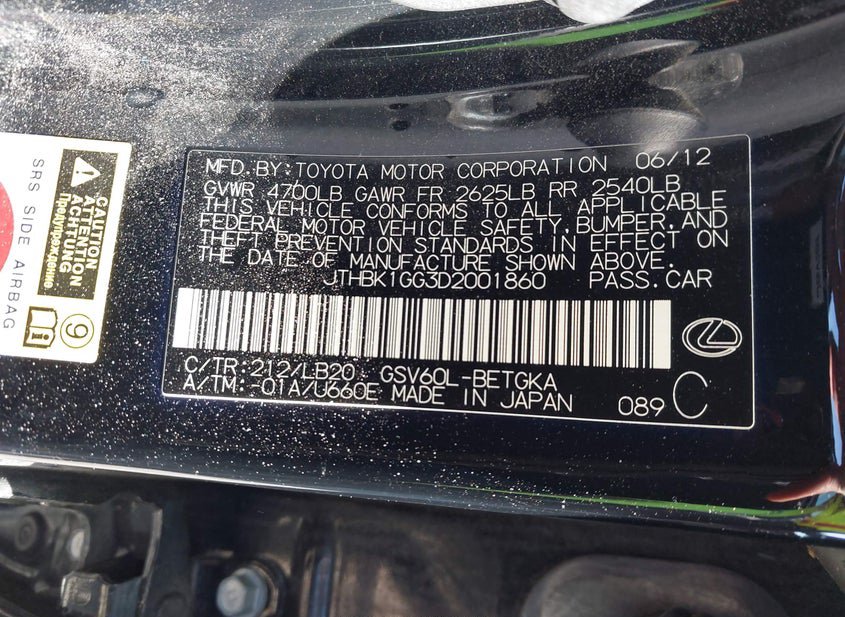 SRS SIDE AIRBAG
CAUTION
ATTENTION
ACHTUNG
Предупреждение
9
MFD.BY:TOYOTA MOTOR CORPORATION 06/12
GVWR 4700LB GAWR FR 2625LB RR 2540LB
THIS VEHICLE CONFORMS TO ALL APPLICABLE
FEDERAL MOTOR VEHICLE SAFETY,BUMPER,AND
THEFT PREVENTION STANDARDS IN EFFECT ON
THE DATE OF MANUFACTURE SHOWN ABOVE.
JTHBK1GG3D2001860 PASS.CAR
C/TR:212/LB20 GSV60L-BETGKA
A/TM:-01A/U660E MADE IN JAPAN 089 C